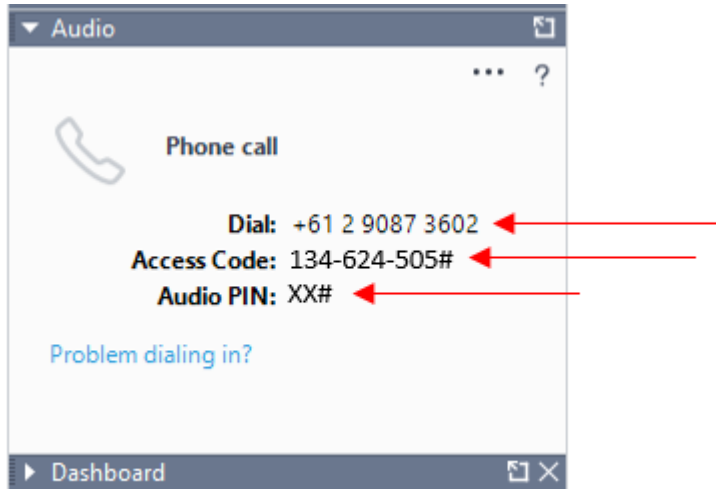 Audio
... ?
Phone call
Dial: +61 2 9087 3602
Access Code: 134-624-505#
Audio PIN: XX#
Problem dialing in?
Dashboard